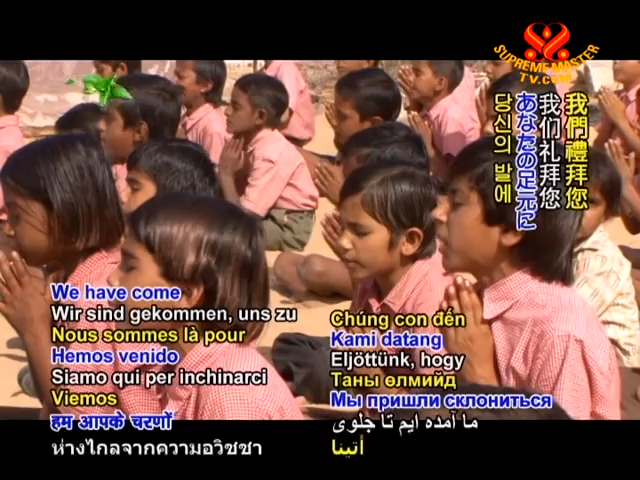 SUPREME MASTER
TV.COM
我們禮拜您
我们礼拜您
あなたの足元に
당신의 발에
We have come
Wir sind gekommen, uns zu
Nous sommes là pour
Hemos venido
Siamo qui per inchinarci
Viemos
हम आपके चरणों
ห่างไกลจากความอวิชชา
Chúng con đến
Kami datang
Eljöttünk, hogy
Таны өлмийд
Мы пришли склониться
ما آمده ایم تا جلوی
أتينا